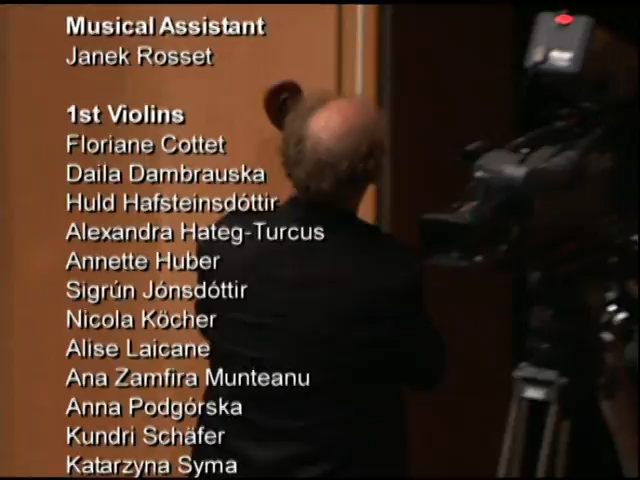 Musical Assistant
Janek Rosset
1st Violins
Floriane Cottet
Daila Dambrauska
Huld Hafsteinsdóttir
Alexandra Hateg-Turcus
Annette Huber
Sigrún Jónsdóttir
Nicola Köcher
Alise Laicane
Ana Zamfira Munteanu
Anna Podgórska
Kundri Schäfer
Katarzyna Syma